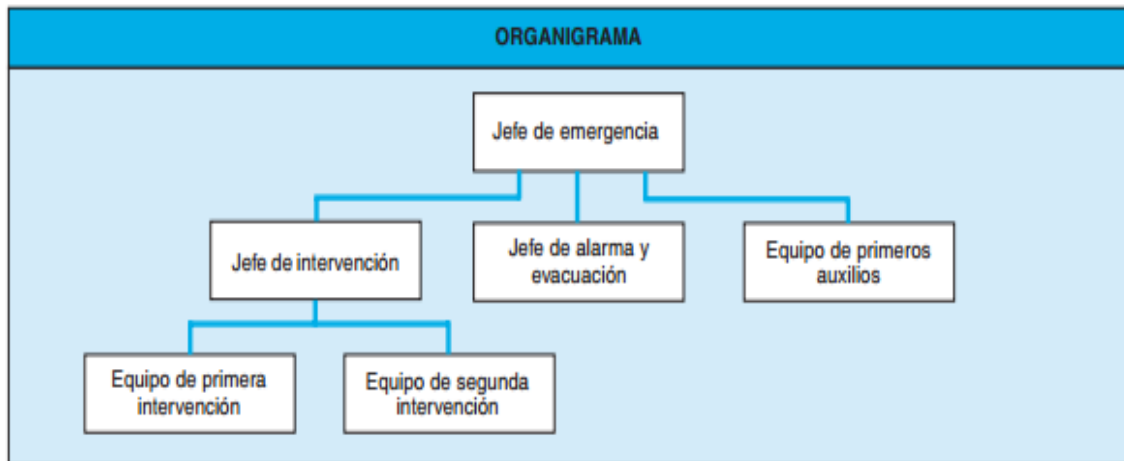 ORGANIGRAMA
Jefe de emergencia
Jefe de intervención
Jefe de alarma y
evacuación
Equipo de primeros
auxilios
Equipo de primera
intervención
Equipo de segunda
intervención